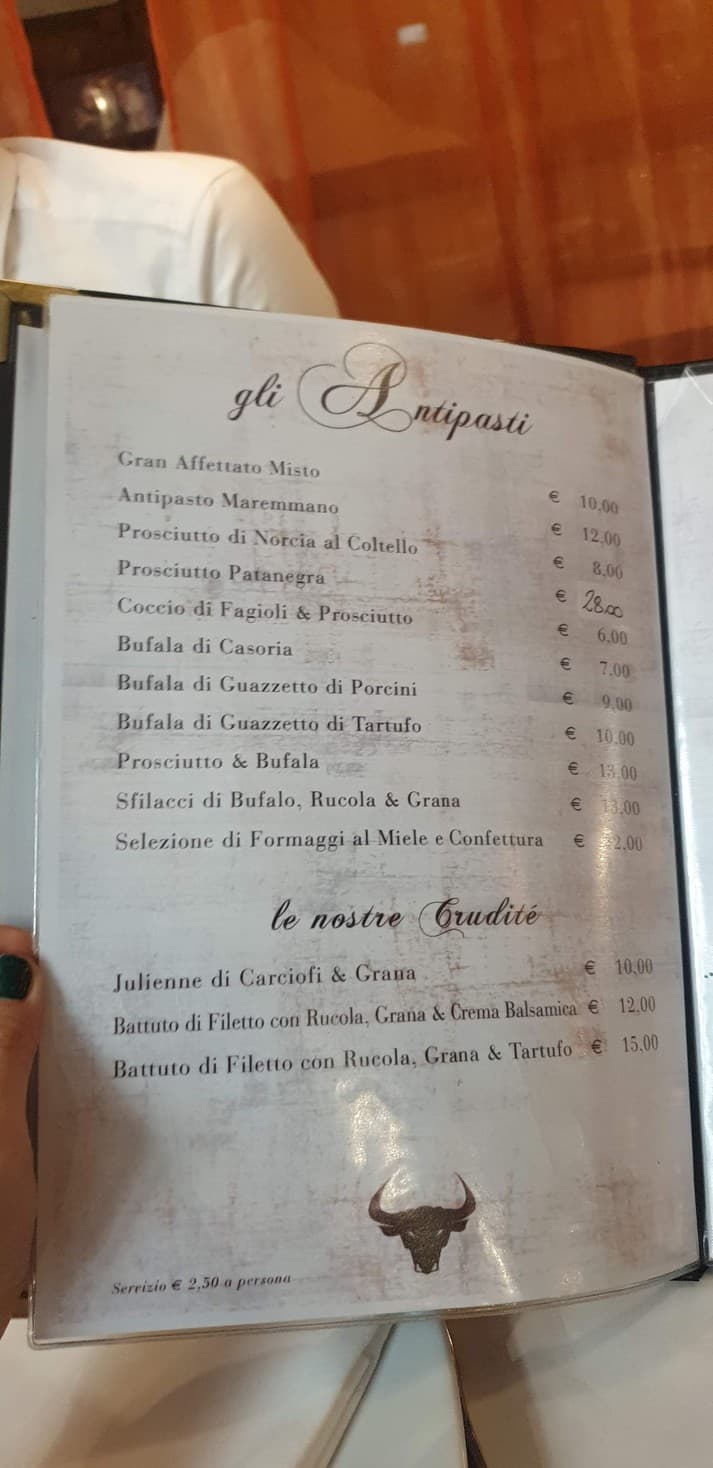 gli Antipasti
Gran Affettato Misto € 10,00
Antipasto Maremmano € 12,00
Prosciutto di Norcia al Coltello € 8,00
Prosciutto Patanegra € 28,00
Coccio di Fagioli & Prosciutto € 6,00
Bufala di Casoria € 7,00
Bufala di Guazzetto di Porcini € 9,00
Bufala di Guazzetto di Tartufo € 10,00
Prosciutto & Bufala € 13,00
Sfilacci di Bufalo, Rucola & Grana € 13,00
Selezione di Formaggi al Miele e Confettura €
le nostre Crudité
Julienne di Carciofi & Grana € 10,00
Battuto di Filetto con Rucola, Grana & Crema Balsamica € 12,00
Battuto di Filetto con Rucola, Grana & Tartufo € 15,00
Servizio € 2,50 a persona